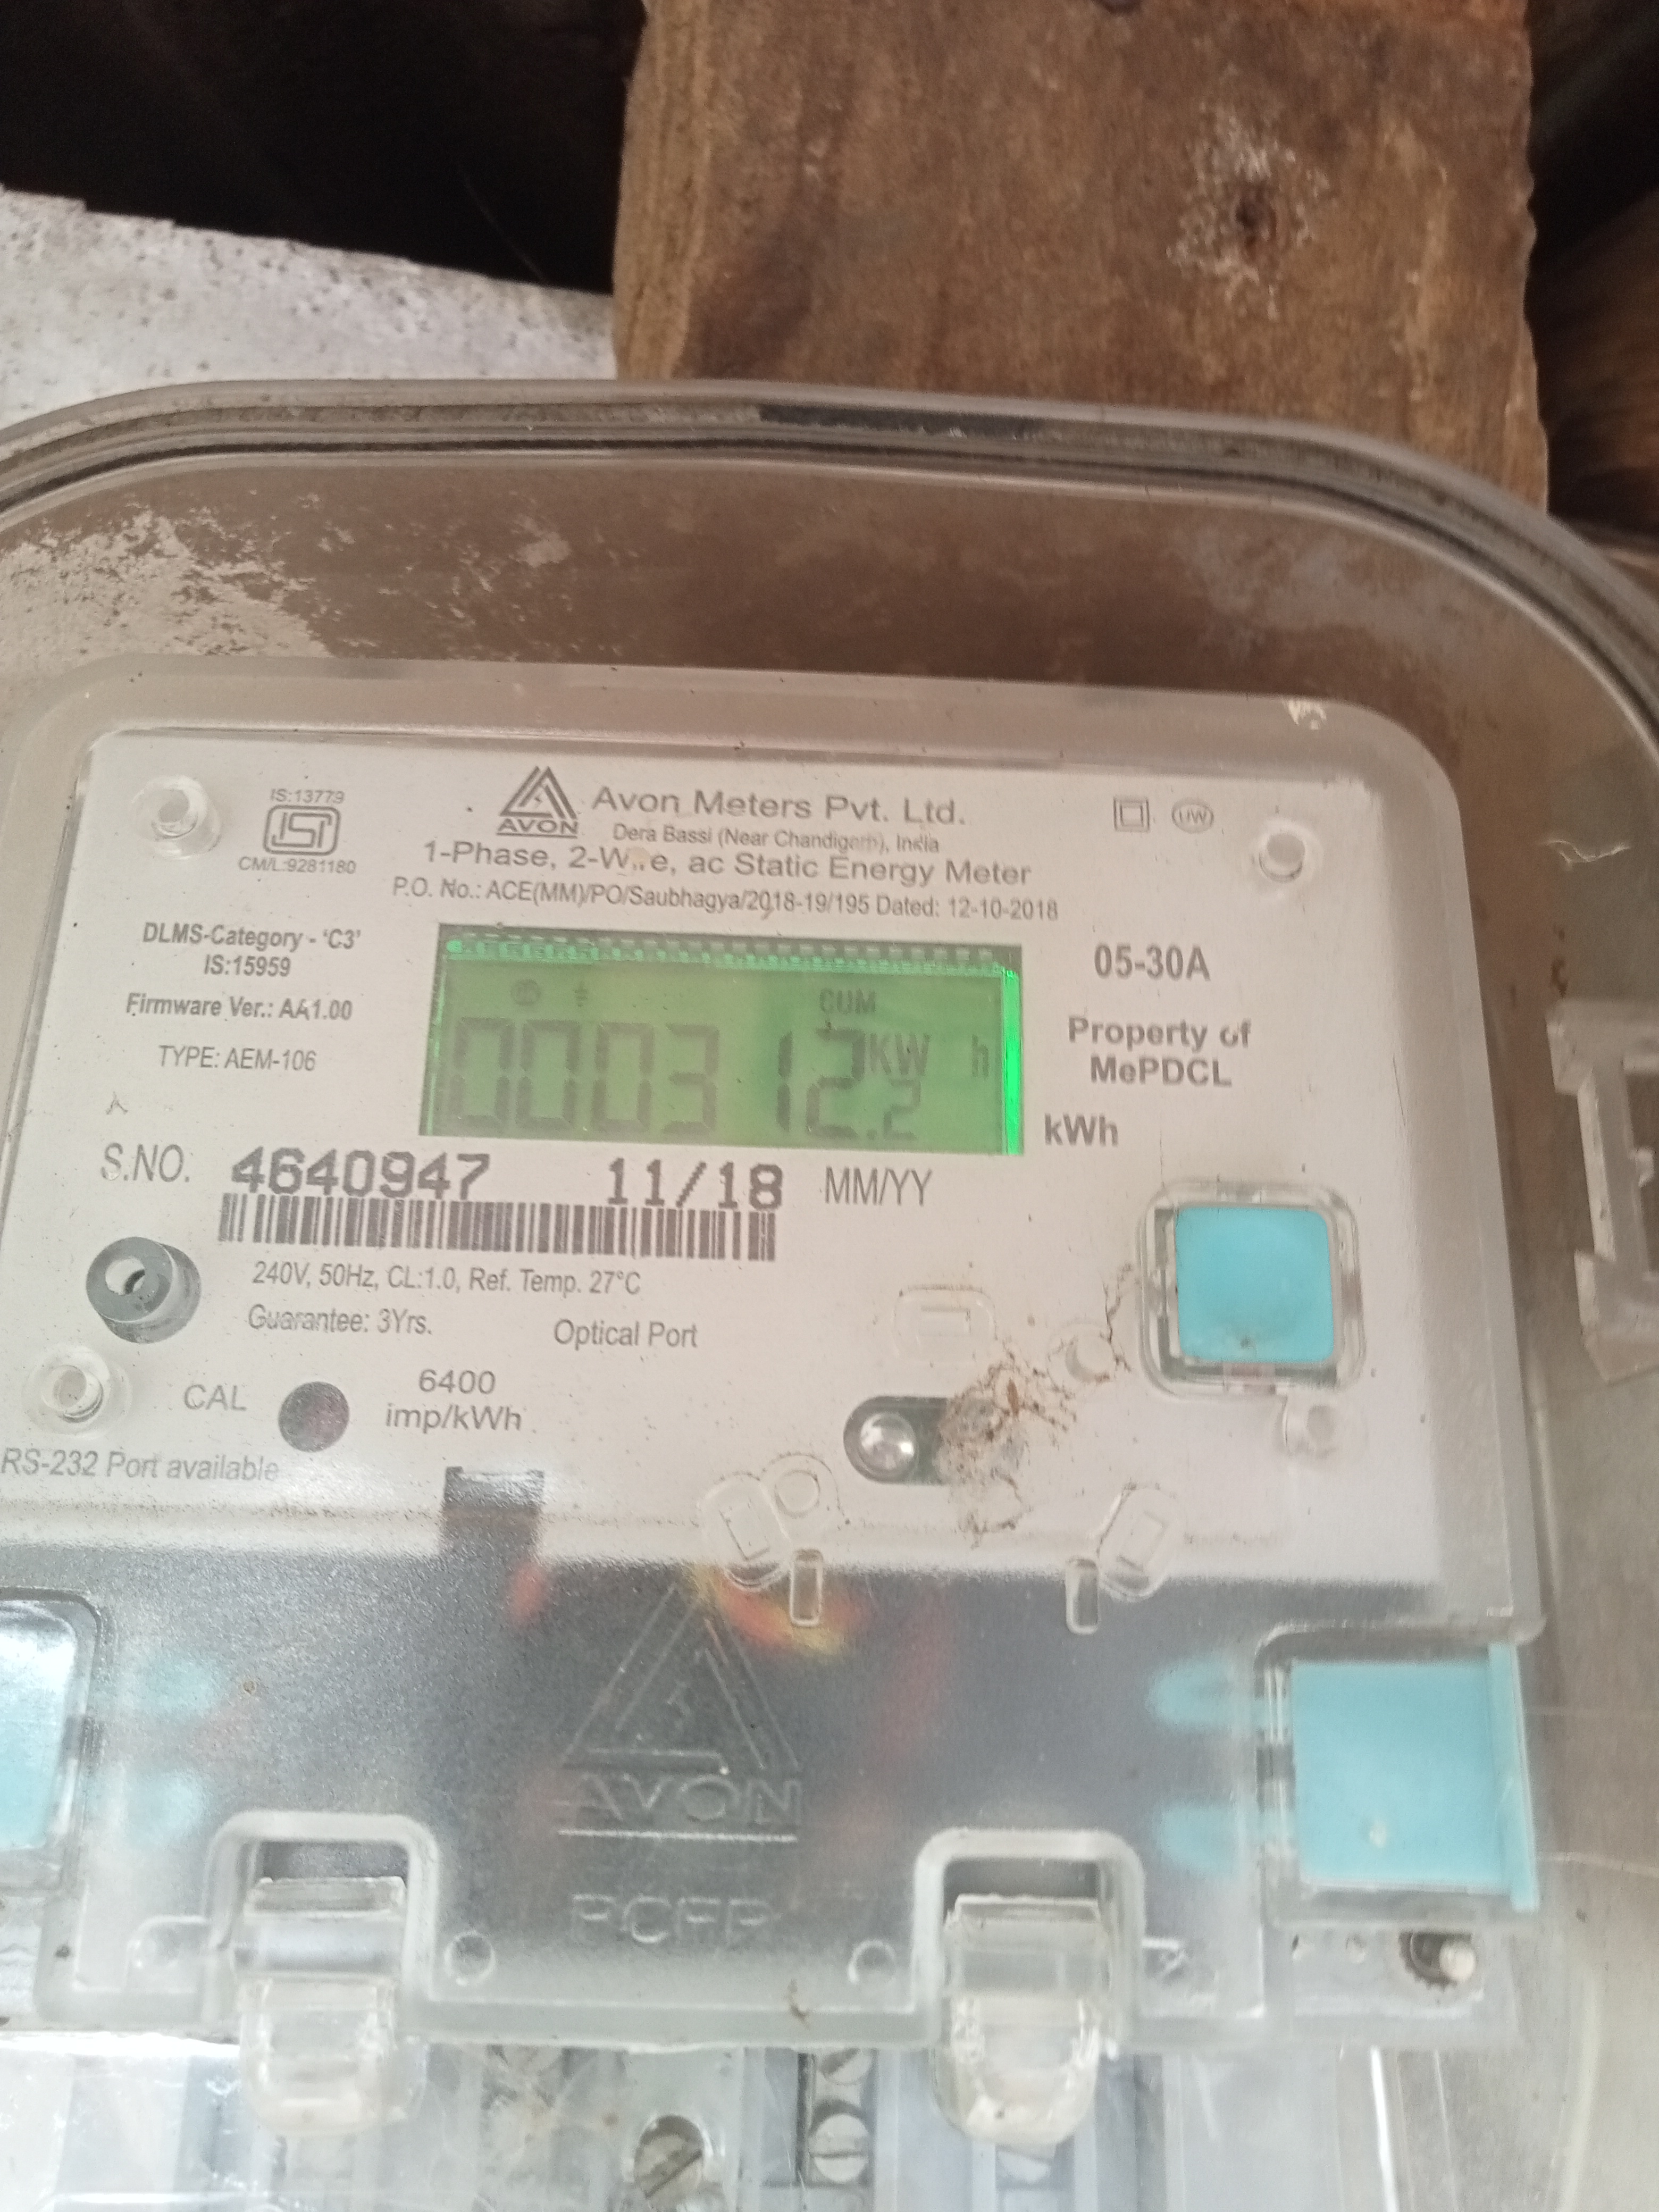 IS:13779
ISI
CM/L:9281180
AVON
Avon Meters Pvt. Ltd.
Dera Bassi (Near Chandigarh), India
1-Phase, 2-Wire, ac Static Energy Meter
P.O. No.: ACE(MM)/PO/Saubhagya/2018-19/195 Dated: 12-10-2018
UW
DLMS-Category - 'C3'
IS:15959
Firmware Ver.: AA1.00
TYPE: AEM-106
CUM
000312.2 KW h
05-30A
Property of
MePDCL
kWh
S.NO. 4640947 11/18 MM/YY
240V, 50Hz, CL:1.0, Ref. Temp. 27°C
Guarantee: 3Yrs.
Optical Port
CAL
6400
imp/kWh
RS-232 Port available
AVON